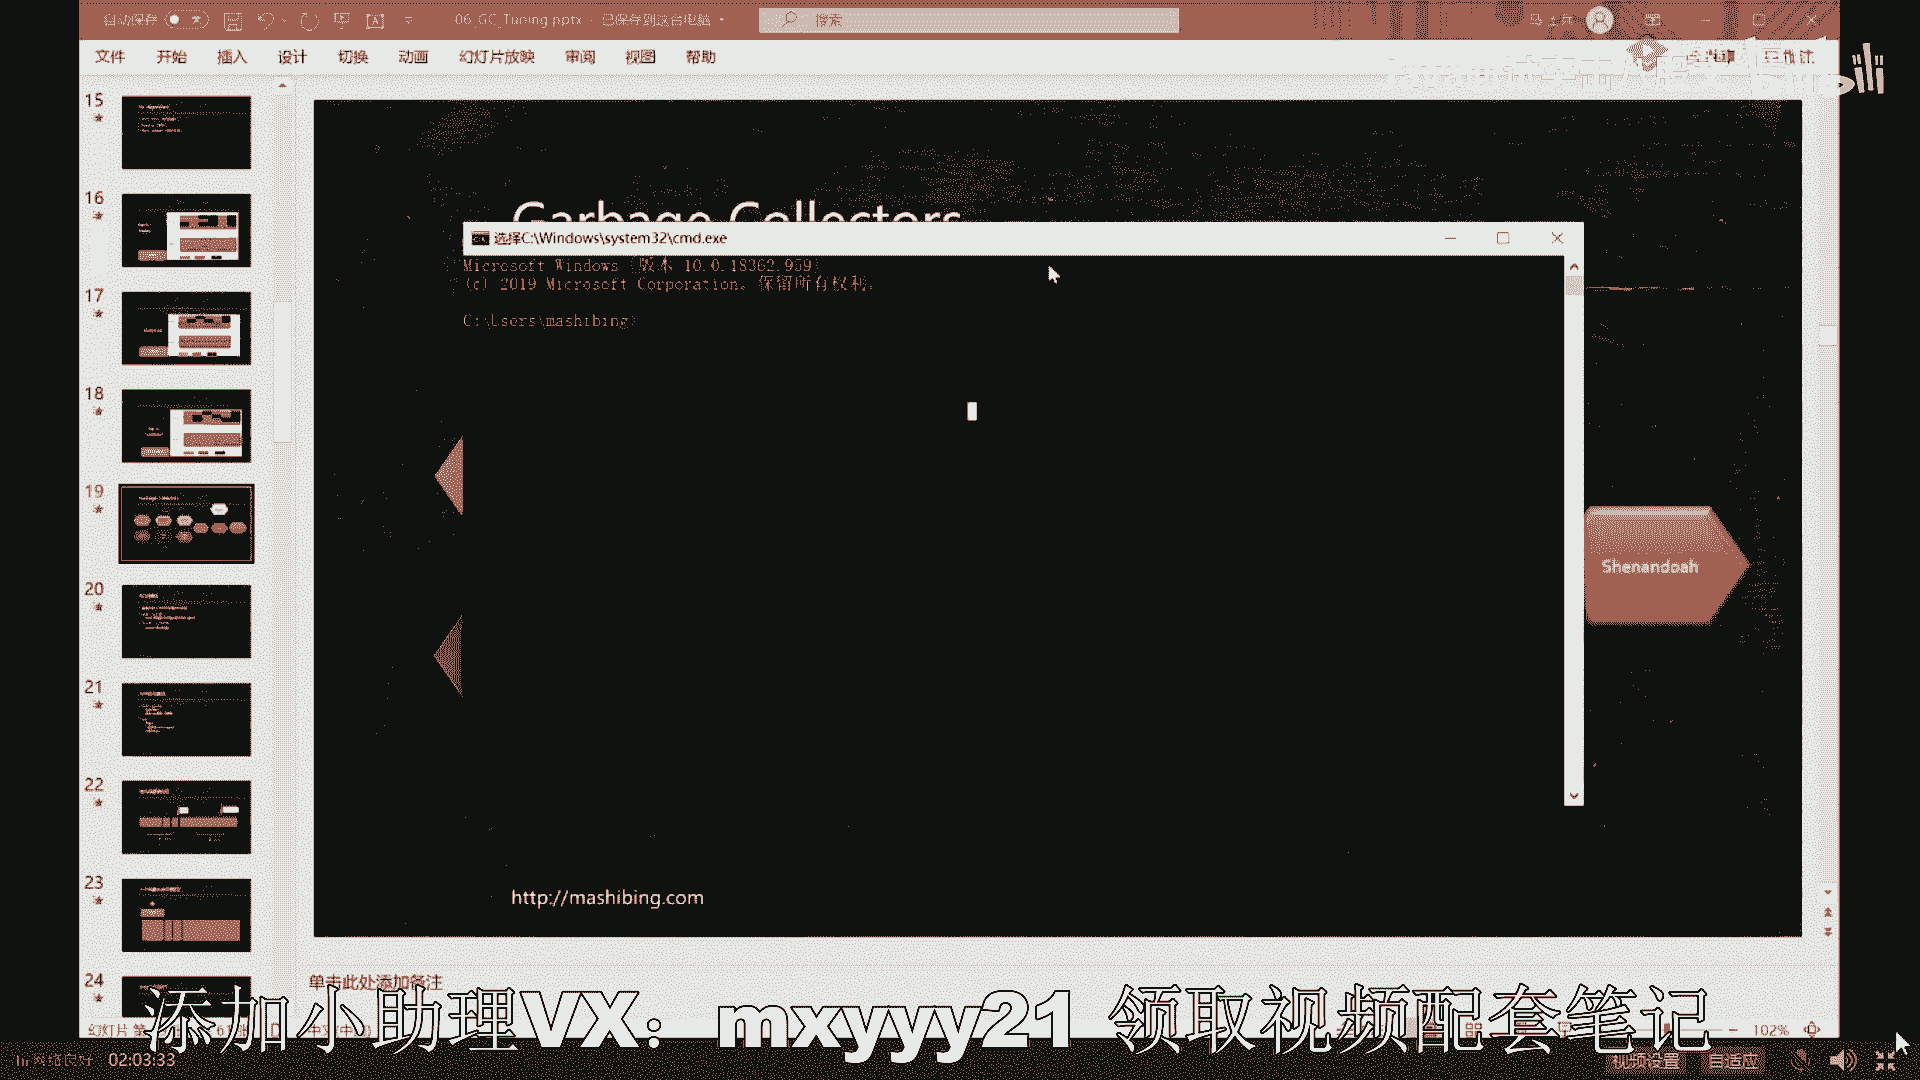 自动保存
06_GC_Tuning.pptx - 已保存到这台电脑
搜索
文件 开始 插入 设计 切换 动画 幻灯片放映 审阅 视图 帮助
15
16
17
18
19
20
21
22
23
24
Garbage Collectors
选择C:\Windows\system32\cmd.exe
Microsoft Windows [版本 10.0.18362.959]
(c) 2019 Microsoft Corporation。保留所有权利。
C:\Users\mashibing>
Shenandoah
http://mashibing.com
单击此处添加备注
添加小助理VX：mxyyy21 领取视频配套笔记
102%
网络良好 02:03:33
视频设置 自适应